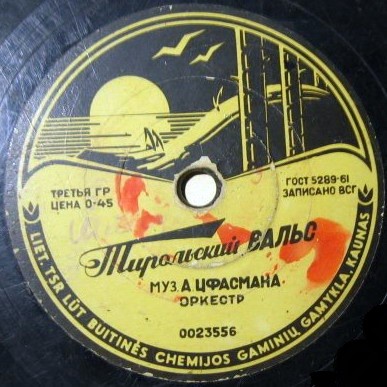 ТРЕТЬЯ ГР
ЦЕНА 0-45
ГОСТ 5289-61
ЗАПИСАНО ВСГ
Тирольский ВАЛЬС
МУЗ. А. ЦФАСМАНА
ОРКЕСТР
0023556
LIET. TSR LŪT BUITINĖS CHEMIJOS GAMINIŲ GAMYKLA, KAUNAS